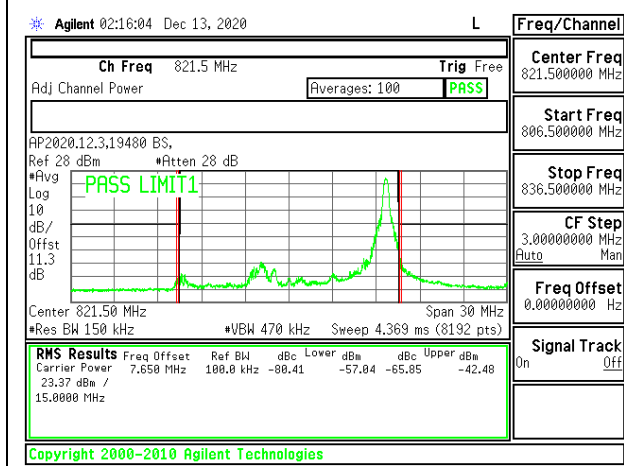 Agilent 02:16:04 Dec 13, 2020 L Freq/Channel
Ch Freq 821.5 MHz Trig Free
Adj Channel Power Averages: 100 PASS
Center Freq
821.500000 MHz
Start Freq
806.500000 MHz
AP2020.12.3,19480 BS,
Ref 28 dBm #Atten 28 dB
#Avg
Log
10
dB/
Offst
11.3
dB
PASS LIMIT1
Stop Freq
836.500000 MHz
CF Step
3.00000000 MHz
Auto Man
Freq Offset
0.00000000 Hz
Center 821.50 MHz Span 30 MHz
#Res BW 150 kHz #VBW 470 kHz Sweep 4.369 ms (8192 pts)
Signal Track
On Off
RMS Results Freq Offset Ref BW dBc Lower dBm dBc Upper dBm
Carrier Power 7.650 MHz 100.0 kHz -80.41 -57.04 -65.85 -42.48
23.37 dBm /
15.0000 MHz
Copyright 2000-2010 Agilent Technologies